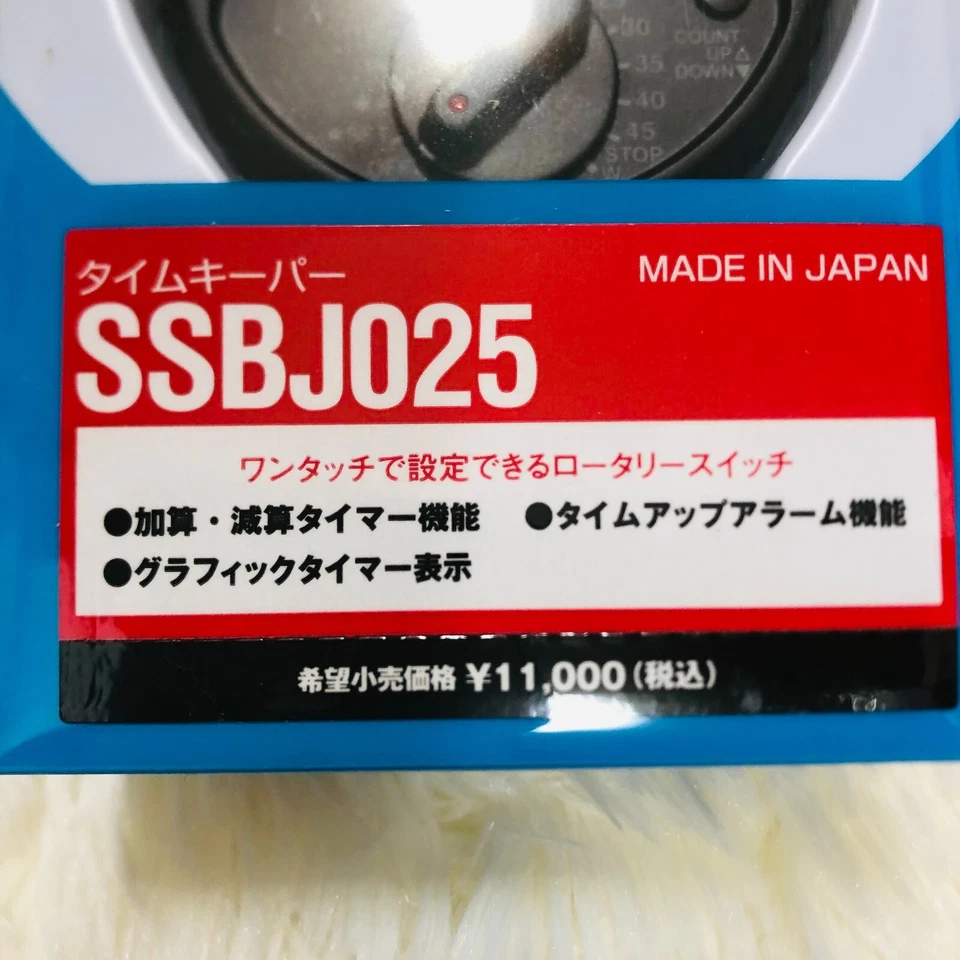 30
COUNT
UP△
35
DOWN▼
40
45
STOP
タイムキーパー
MADE IN JAPAN
SSBJ025
ワンタッチで設定できるロータリースイッチ
●加算・減算タイマー機能 ●タイムアップアラーム機能
●グラフィックタイマー表示
希望小売価格 ¥11,000(税込)